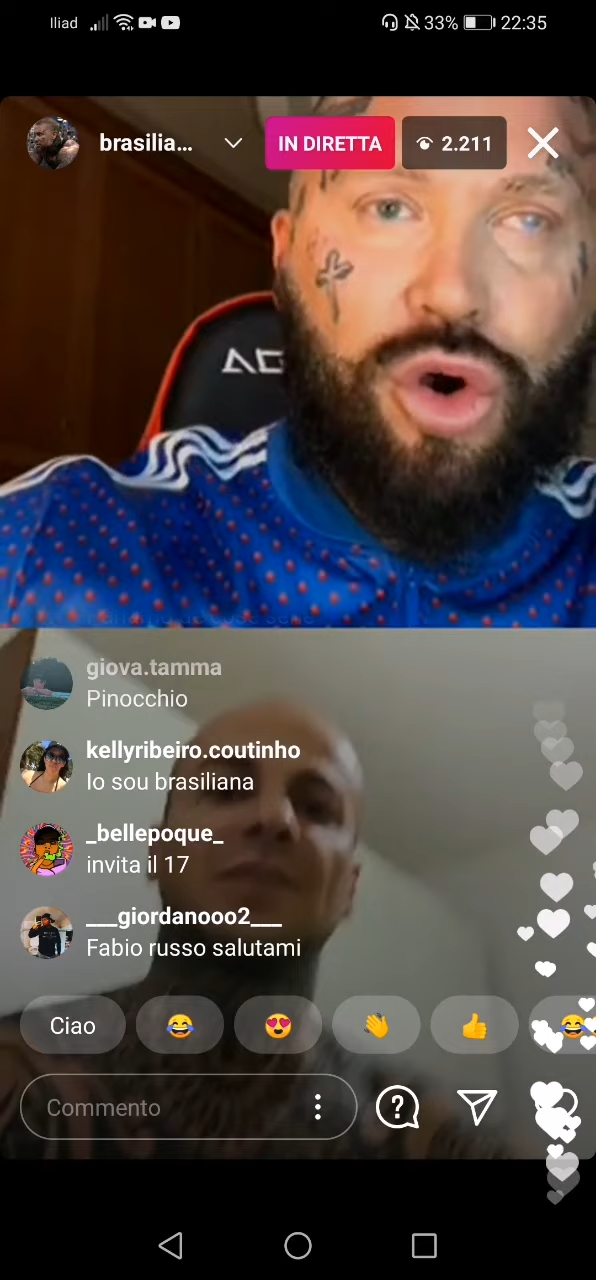 Iliad
33%
22:35
brasilia...
IN DIRETTA
2.211
giova.tamma
Pinocchio
kellyribeiro.coutinho
Io sou brasiliana
_bellepoque_
invita il 17
___giordanooo2___
Fabio russo salutami
Ciao
Commento